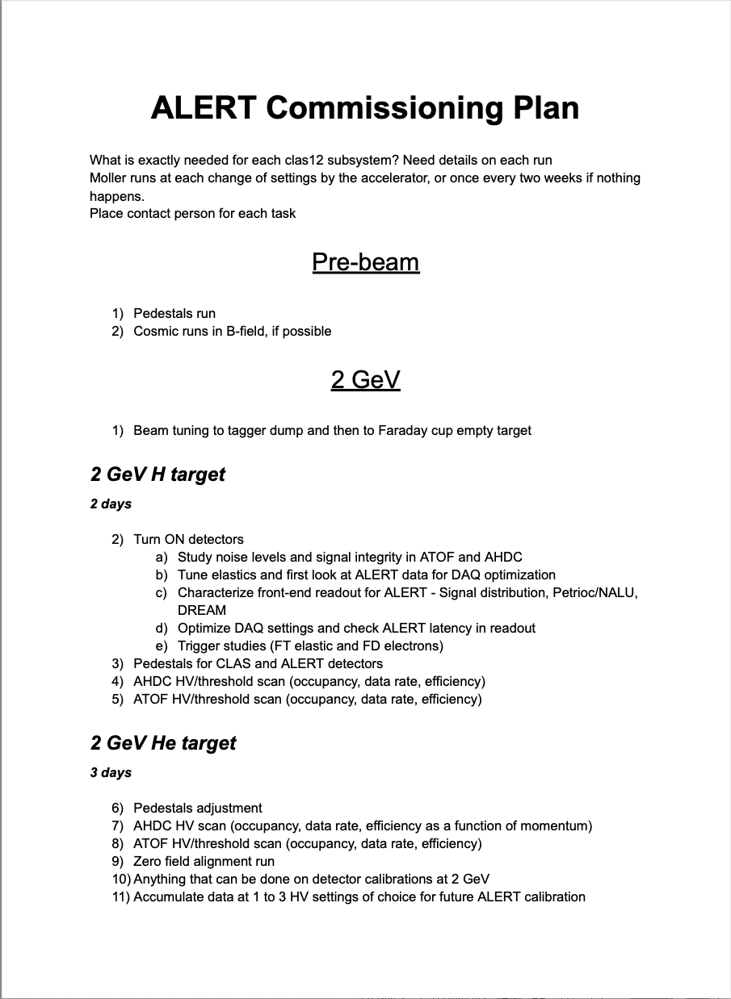 ALERT Commissioning Plan
What is exactly needed for each clas12 subsystem? Need details on each run
Moller runs at each change of settings by the accelerator, or once every two weeks if nothing
happens.
Place contact person for each task
Pre-beam
1) Pedestals run
2) Cosmic runs in B-field, if possible
2 GeV
1) Beam tuning to tagger dump and then to Faraday cup empty target
2 GeV H target
2 days
2) Turn ON detectors
a) Study noise levels and signal integrity in ATOF and AHDC
b) Tune elastics and first look at ALERT data for DAQ optimization
c) Characterize front-end readout for ALERT - Signal distribution, Petrioc/NALU,
DREAM
d) Optimize DAQ settings and check ALERT latency in readout
e) Trigger studies (FT elastic and FD electrons)
3) Pedestals for CLAS and ALERT detectors
4) AHDC HV/threshold scan (occupancy, data rate, efficiency)
5) ATOF HV/threshold scan (occupancy, data rate, efficiency)
2 GeV He target
3 days
6) Pedestals adjustment
7) AHDC HV scan (occupancy, data rate, efficiency as a function of momentum)
8) ATOF HV/threshold scan (occupancy, data rate, efficiency)
9) Zero field alignment run
10) Anything that can be done on detector calibrations at 2 GeV
11) Accumulate data at 1 to 3 HV settings of choice for future ALERT calibration